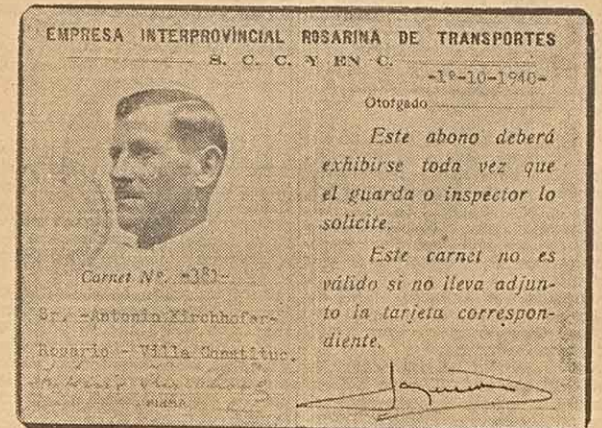 EMPRESA INTERPROVINCIAL ROSARINA DE TRANSPORTES
S. C. C. Y EN C.
-1º-10-1940-
Otorgado
Carnet Nº. -381-
Sr. -Antonio Kirchhofer-
Rosario - Villa Constituc.
FIRMA
Este abono deberá
exhibirse toda vez que
el guarda o inspector lo
solicite.
Este carnet no es
válido si no lleva adjun-
to la tarjeta correspon-
diente.